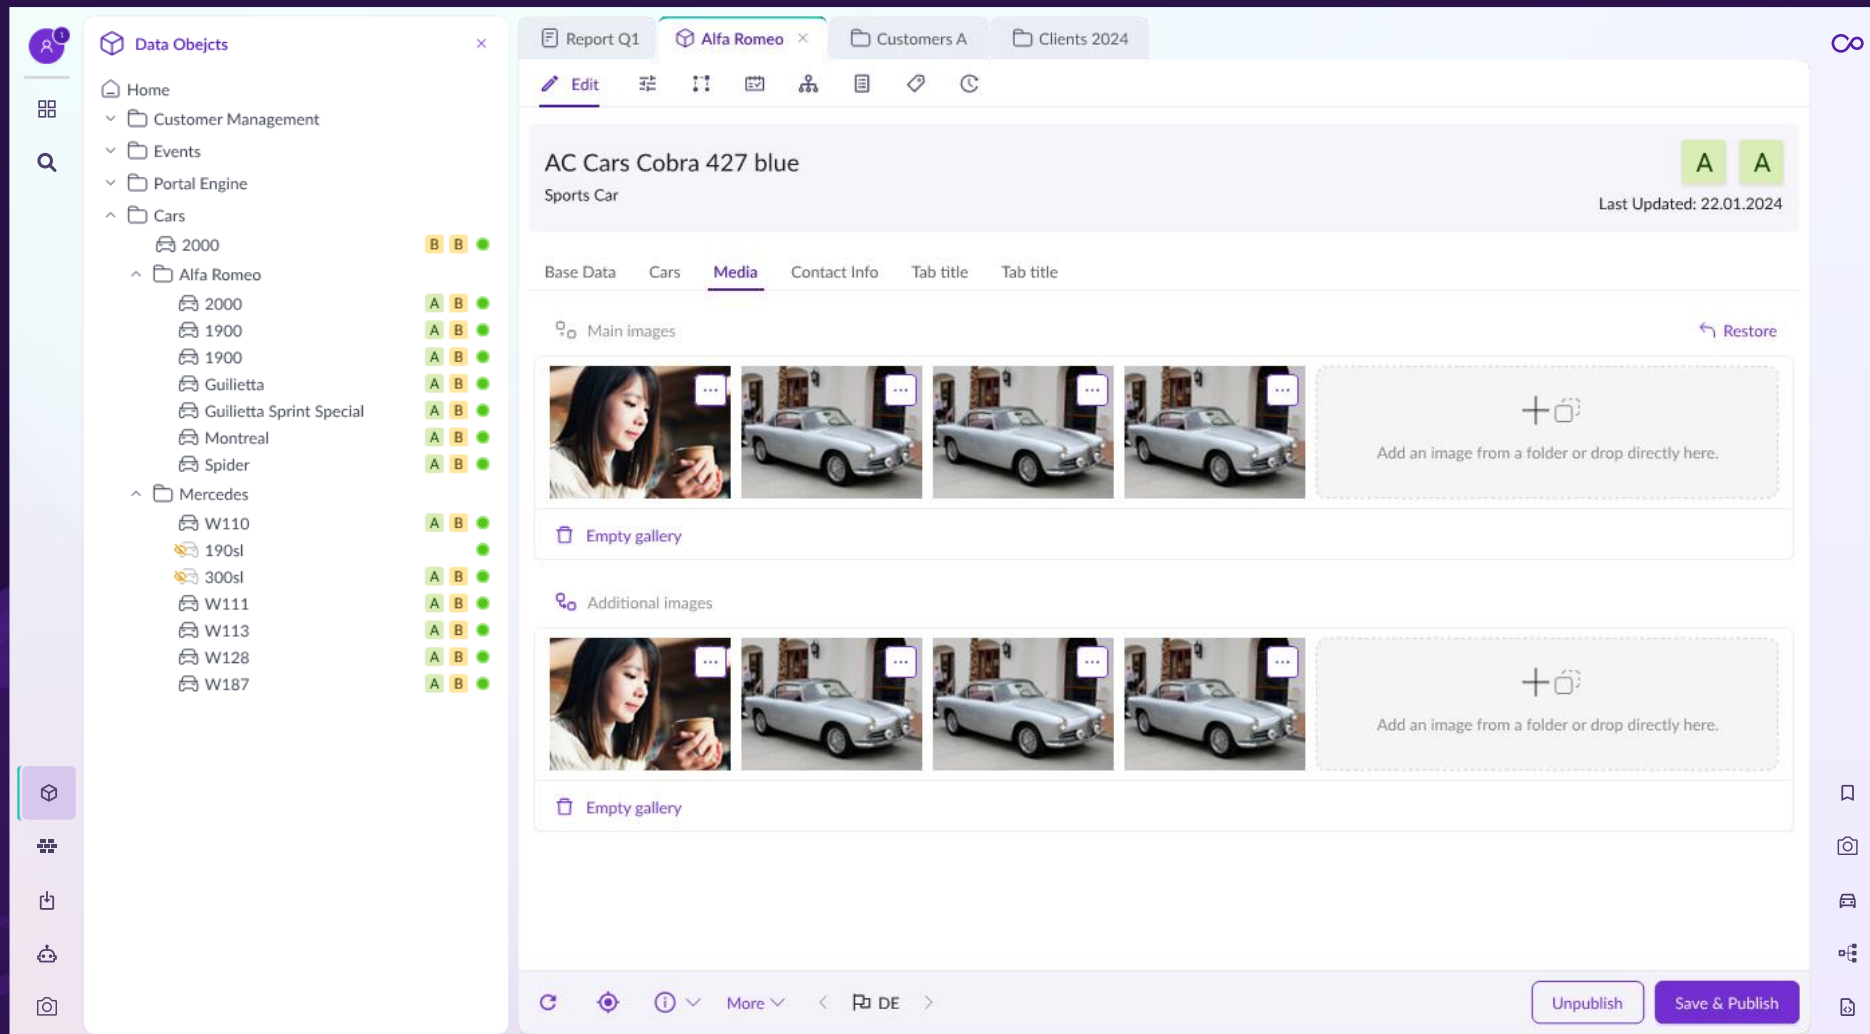 1
Data Obejcts
Home
Customer Management
Events
Portal Engine
Cars
2000 B B
Alfa Romeo
2000 A B
1900 A B
1900 A B
Guilietta A B
Guilietta Sprint Special A B
Montreal A B
Spider A B
Mercedes
W110 A B
190sl
300sl A B
W111 A B
W113 A B
W128 A B
W187 A B
Report Q1 Alfa Romeo Customers A Clients 2024
Edit
AC Cars Cobra 427 blue
A A
Sports Car
Last Updated: 22.01.2024
Base Data Cars Media Contact Info Tab title Tab title
Main images
Restore
Add an image from a folder or drop directly here.
Empty gallery
Additional images
Add an image from a folder or drop directly here.
Empty gallery
More DE Unpublish Save & Publish